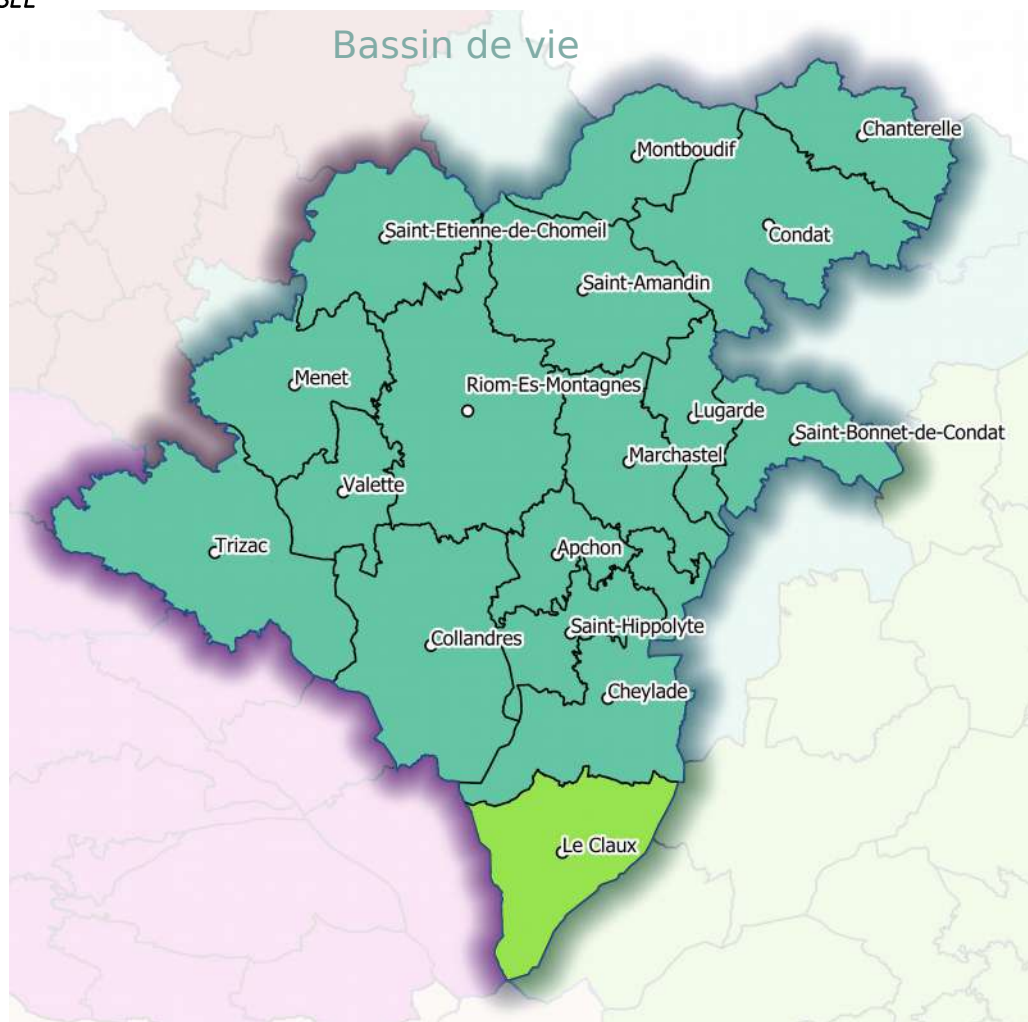 Bassin de vie
Chanterelle
Montboudif
Saint-Etienne-de-Chomeil
Condat
Saint-Amandin
Menet
Riom-Es-Montagnes
Lugarde
Saint-Bonnet-de-Condat
Marchastel
Valette
Trizac
Apchon
Saint-Hippolyte
Collandres
Cheylade
Le Claux